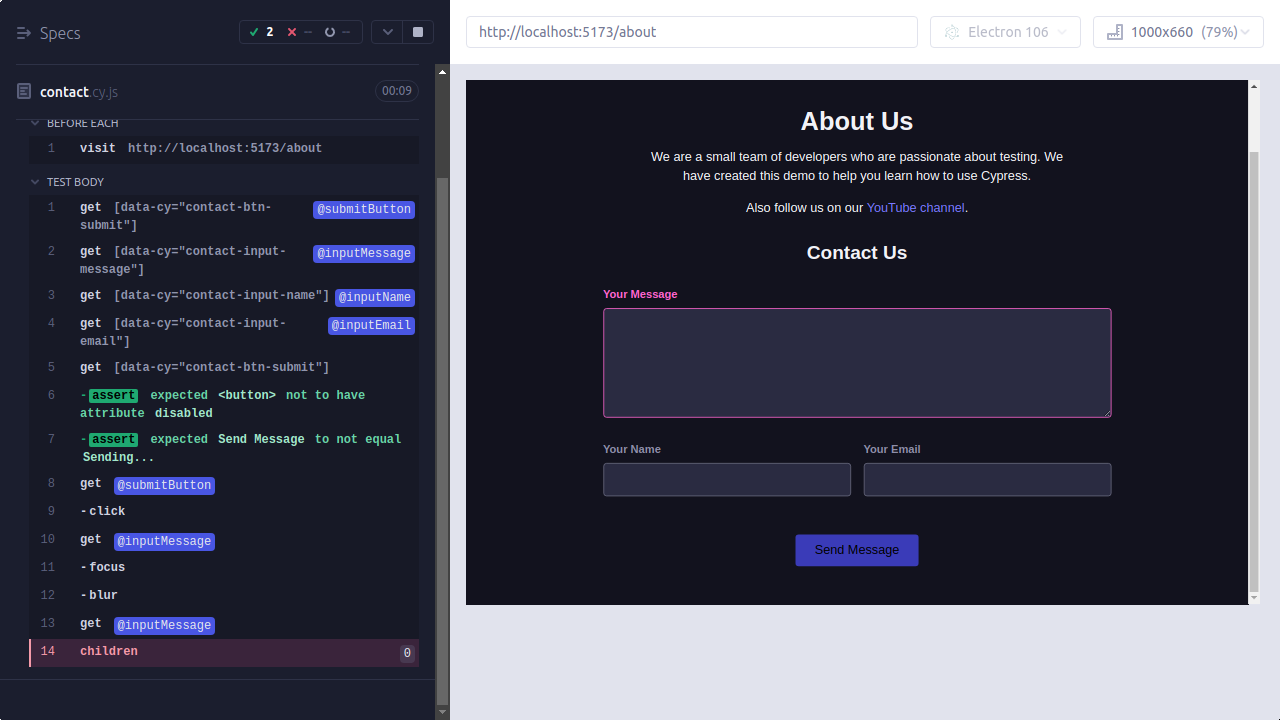 Specs
2
--
--
http://localhost:5173/about
Electron 106
1000x660 (79%)
contact.cy.js
00:09
BEFORE EACH
1 visit http://localhost:5173/about
TEST BODY
1 get [data-cy="contact-btn-
submit"] @submitButton
2 get [data-cy="contact-input-
message"] @inputMessage
3 get [data-cy="contact-input-name"] @inputName
4 get [data-cy="contact-input-
email"] @inputEmail
5 get [data-cy="contact-btn-submit"]
6 -assert expected <button> not to have
attribute disabled
7 -assert expected Send Message to not equal
Sending...
8 get @submitButton
9 -click
10 get @inputMessage
11 -focus
12 -blur
13 get @inputMessage
14 children 0
About Us
We are a small team of developers who are passionate about testing. We
have created this demo to help you learn how to use Cypress.
Also follow us on our YouTube channel.
Contact Us
Your Message
Your Name
Your Email
Send Message